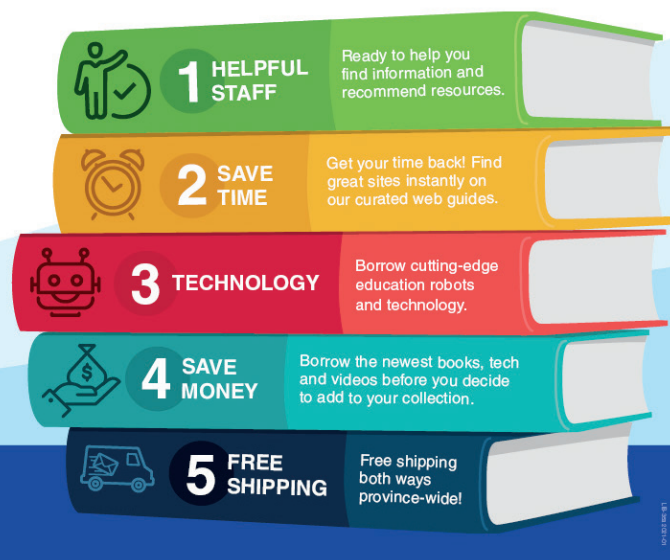 1 HELPFUL
STAFF
Ready to help you
find information and
recommend resources.
2 SAVE
TIME
Get your time back! Find
great sites instantly on
our curated web guides.
3 TECHNOLOGY
Borrow cutting-edge
education robots
and technology.
$
4 SAVE
MONEY
Borrow the newest books, tech
and videos before you decide
to add to your collection.
5 FREE
SHIPPING
Free shipping
both ways
province-wide!